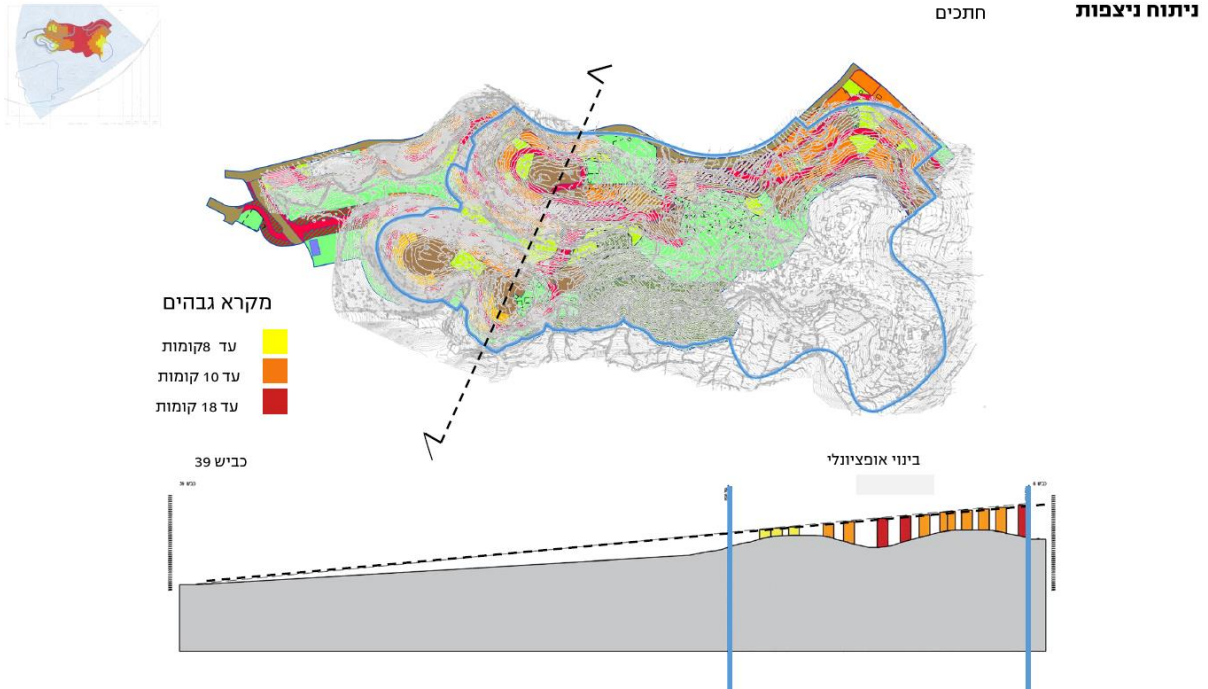 ניתוח ניצפות
חתכים
מקרא גבהים
עד 8קומות
עד 10 קומות
עד 18 קומות
כביש 39
בינוי אופציונלי